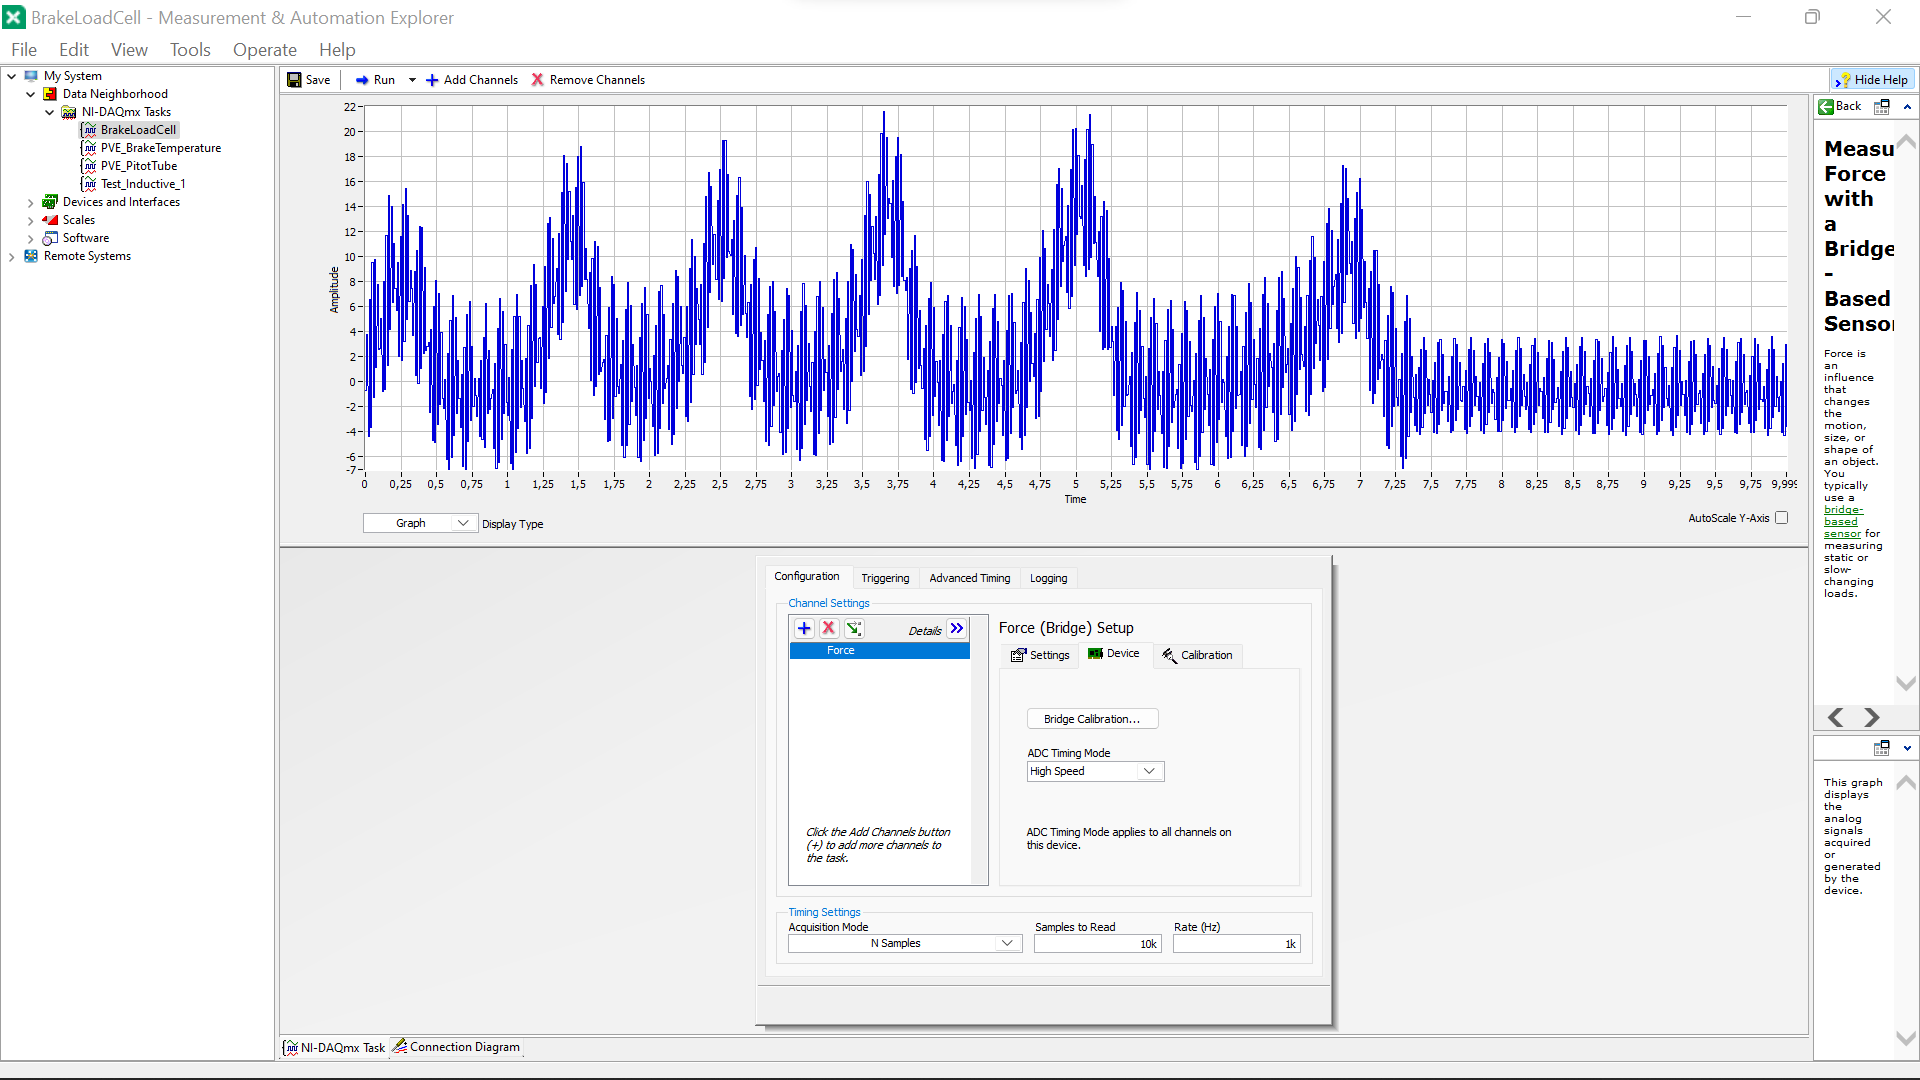 BrakeLoadCell - Measurement & Automation Explorer
File Edit View Tools Operate Help
My System
Data Neighborhood
NI-DAQmx Tasks
BrakeLoadCell
PVE_BrakeTemperature
PVE_PitotTube
Test_Inductive_1
Devices and Interfaces
Scales
Software
Remote Systems
Save Run Add Channels Remove Channels
Hide Help
22
20
18
16
14
12
10
8
6
4
2
0
-2
-4
-6
-7
Amplitude
0 0,25 0,5 0,75 1 1,25 1,5 1,75 2 2,25 2,5 2,75 3 3,25 3,5 3,75 4 4,25 4,5 4,75 5 5,25 5,5 5,75 6 6,25 6,5 6,75 7 7,25 7,5 7,75 8 8,25 8,5 8,75 9 9,25 9,5 9,75 9,999
Time
Graph Display Type
AutoScale Y-Axis
Configuration Triggering Advanced Timing Logging
Channel Settings
Details
Force
Click the Add Channels button
(+) to add more channels to
the task.
Force (Bridge) Setup
Settings Device Calibration
Bridge Calibration...
ADC Timing Mode
High Speed
ADC Timing Mode applies to all channels on
this device.
Timing Settings
Acquisition Mode Samples to Read Rate (Hz)
N Samples 10k 1k
NI-DAQmx Task Connection Diagram
Back
Measu
Force
with
a
Bridge
-
Based
Sensor
Force is
an
influence
that
changes
the
motion,
size, or
shape of
an object.
You
typically
use a
bridge-
based
sensor for
measuring
static or
slow-
changing
loads.
This graph
displays
the
analog
signals
acquired
or
generated
by the
device.